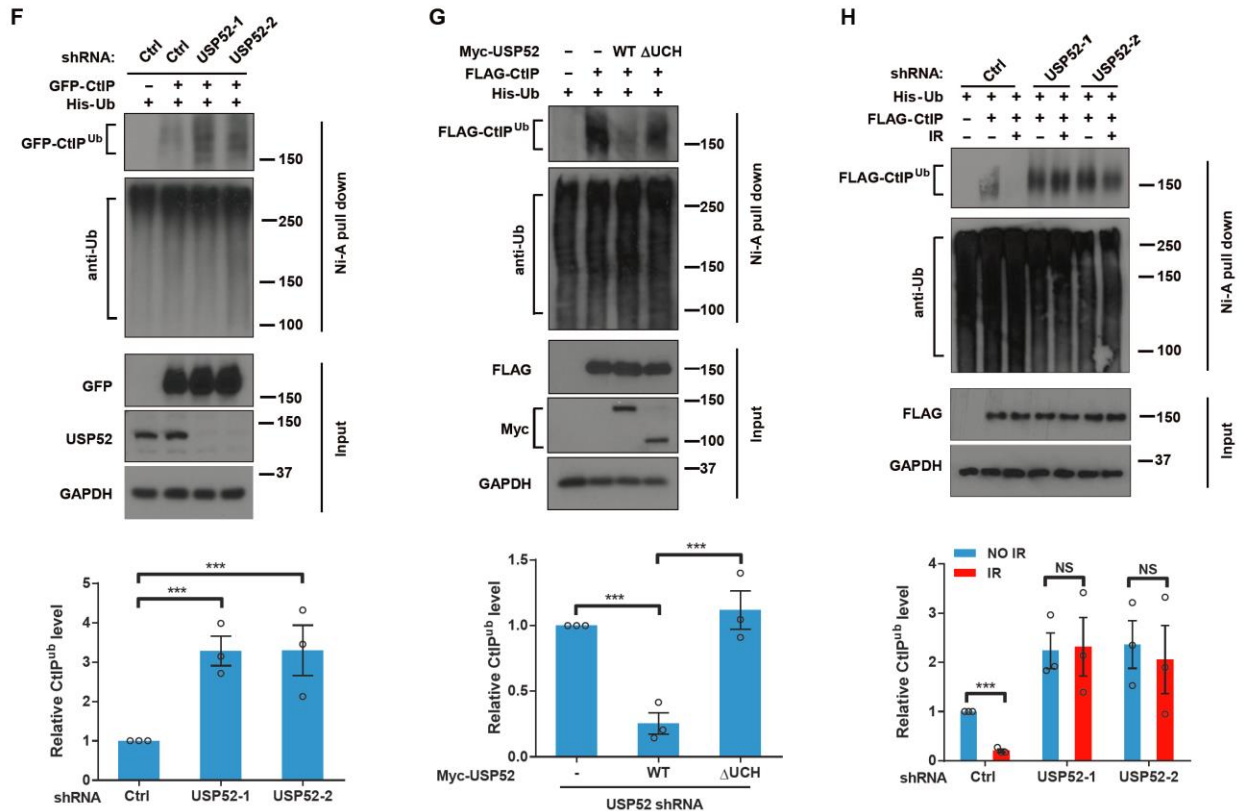 F
shRNA: Ctrl Ctrl USP52-1 USP52-2
GFP-CtIP – + + +
His-Ub + + + +
GFP-CtIP^Ub
150
anti-Ub
250
150
100
Ni-A pull down
GFP
150
USP52
150
37
GAPDH
Input
Relative CtIP^ub level
5
4
3
2
1
0
***
***
shRNA Ctrl USP52-1 USP52-2
G
Myc-USP52 – – WT ΔUCH
FLAG-CtIP – + + +
His-Ub + + + +
FLAG-CtIP^Ub
150
anti-Ub
250
150
100
Ni-A pull down
FLAG
150
150
Myc
100
37
GAPDH
Input
Relative CtIP^ub level
1.5
1.0
0.5
0.0
***
***
Myc-USP52 - WT ΔUCH
USP52 shRNA
H
shRNA: Ctrl USP52-1 USP52-2
His-Ub + + + + + + +
FLAG-CtIP – + + + + + +
IR + + +
FLAG-CtIP^Ub
150
anti-Ub
250
150
100
Ni-A pull down
FLAG
150
37
GAPDH
Input
NO IR
IR
Relative CtIP^ub level
4
3
2
1
0
***
NS
NS
shRNA Ctrl USP52-1 USP52-2